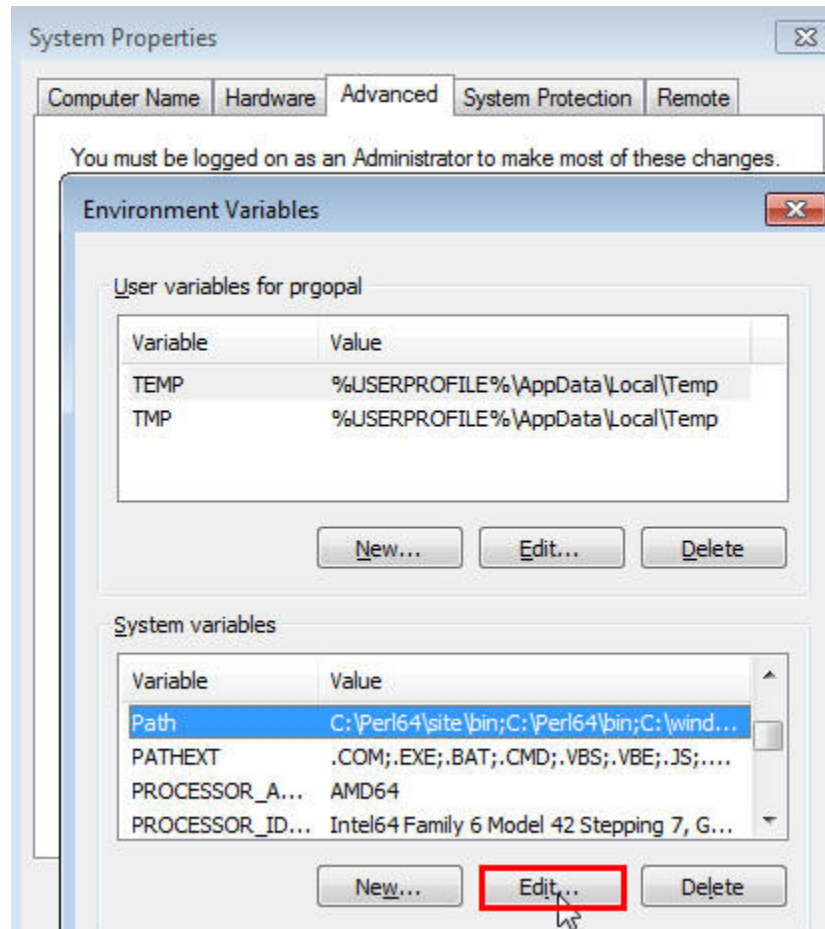 System Properties
Computer Name Hardware Advanced System Protection Remote
You must be logged on as an Administrator to make most of these changes.
Environment Variables
User variables for prgopal
Variable Value
TEMP %USERPROFILE%\AppData\Local\Temp
TMP %USERPROFILE%\AppData\Local\Temp
New... Edit... Delete
System variables
Variable Value
Path C:\Perl64\site\bin;C:\Perl64\bin;C:\wind...
PATHEXT .COM;.EXE;.BAT;.CMD;.VBS;.VBE;.JS;....
PROCESSOR_A... AMD64
PROCESSOR_ID... Intel64 Family 6 Model 42 Stepping 7, G...
New... Edit... Delete